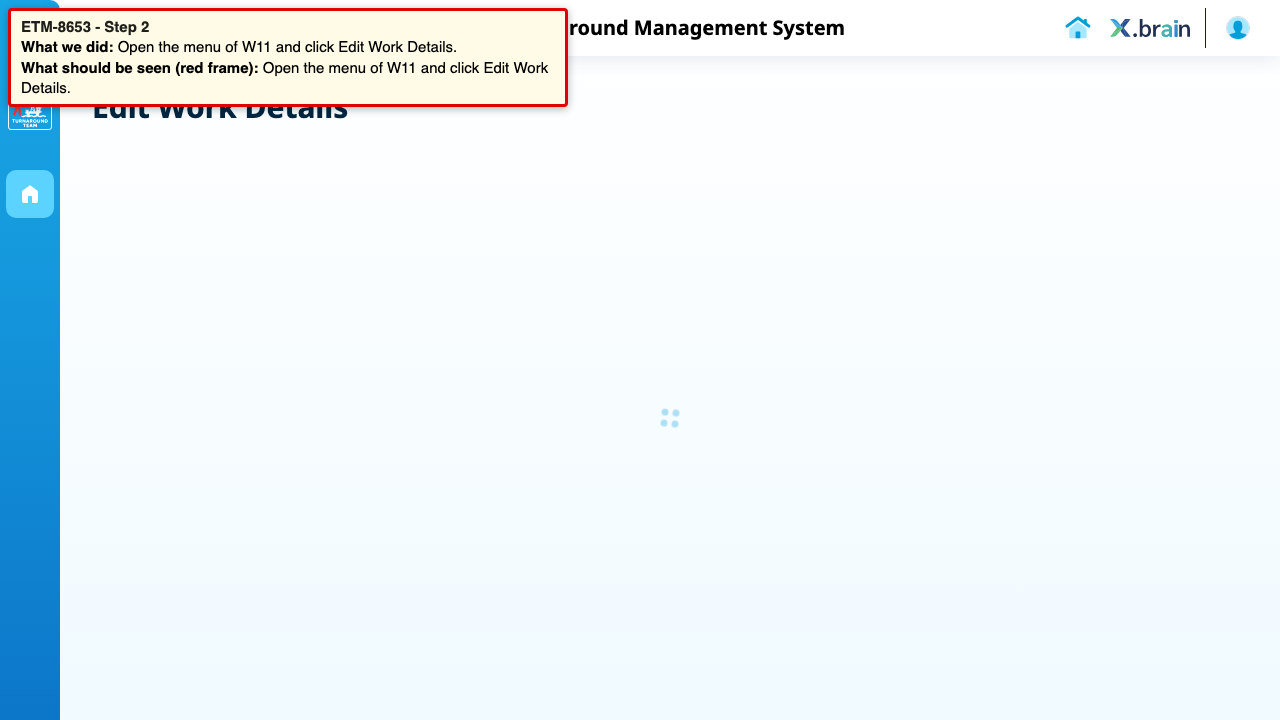 ETM-8653 - Step 2
What we did: Open the menu of W11 and click Edit Work Details.
What should be seen (red frame): Open the menu of W11 and click Edit Work
Details.
round Management System
X.brain
Edit Work Details
TURNAROUND
TEAM